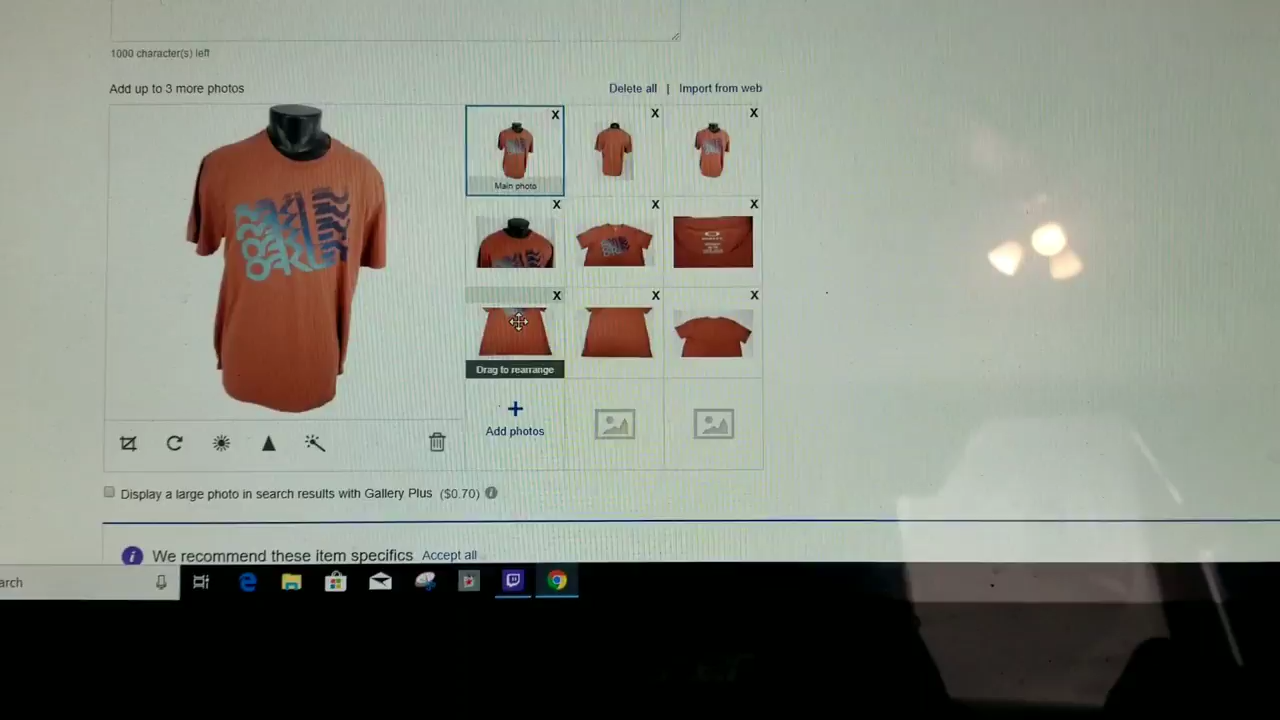 1000 character(s) left
Add up to 3 more photos
Delete all | Import from web
X
X
X
Main photo
X
X
X
X
X
X
Drag to rearrange
+
Add photos
Display a large photo in search results with Gallery Plus ($0.70) i
i We recommend these item specifics Accept all
arch